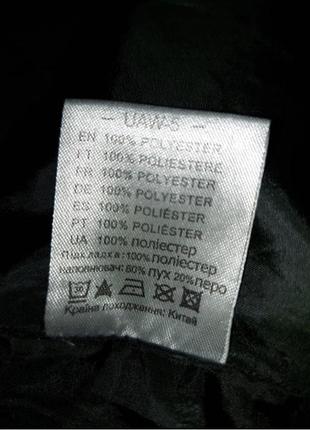 – UAW-5 –
EN 100% POLYESTER
IT 100% POLIESTERE
FR 100% POLYESTER
DE 100% POLYESTER
ES 100% POLIÉSTER
PT 100% POLIÉSTER
UA 100% поліестер
Підкладка:100% поліестер
наповнювач: 80% пух 20% перо
30
Країна походження: Китай